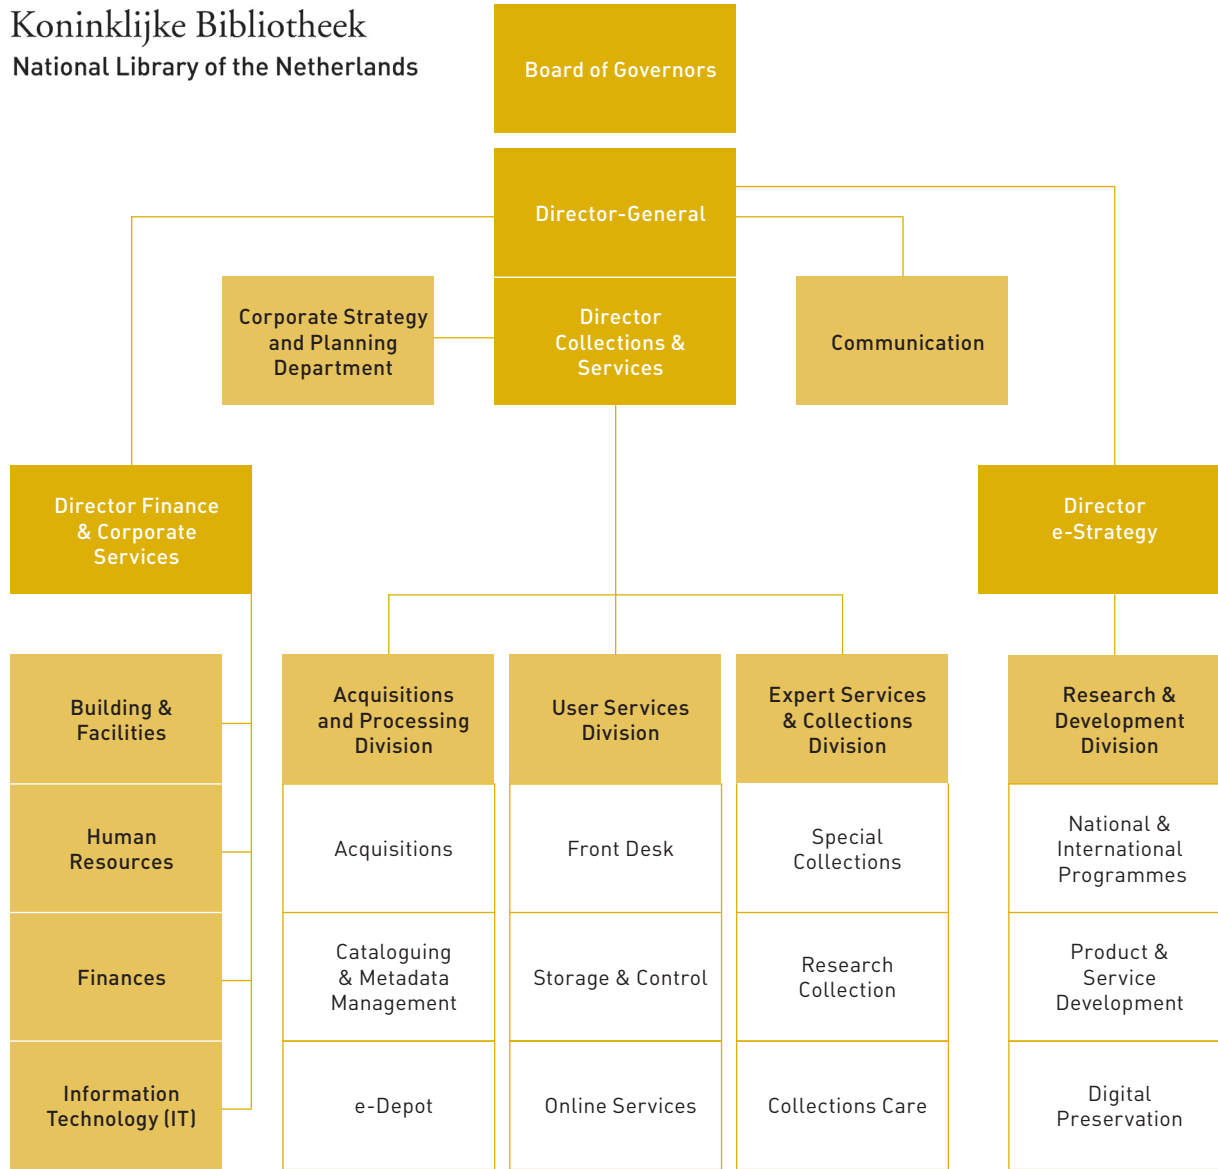 Koninklijke Bibliotheek
National Library of the Netherlands
Board of Governors
Director-General
Corporate Strategy
and Planning
Department
Director
Collections &
Services
Communication
Director Finance
& Corporate
Services
Director
e-Strategy
Building &
Facilities
Human
Resources
Finances
Information
Technology (IT)
Acquisitions
and Processing
Division
Acquisitions
Cataloguing
& Metadata
Management
e-Depot
User Services
Division
Front Desk
Storage & Control
Online Services
Expert Services
& Collections
Division
Special
Collections
Research
Collection
Collections Care
Research &
Development
Division
National &
International
Programmes
Product &
Service
Development
Digital
Preservation